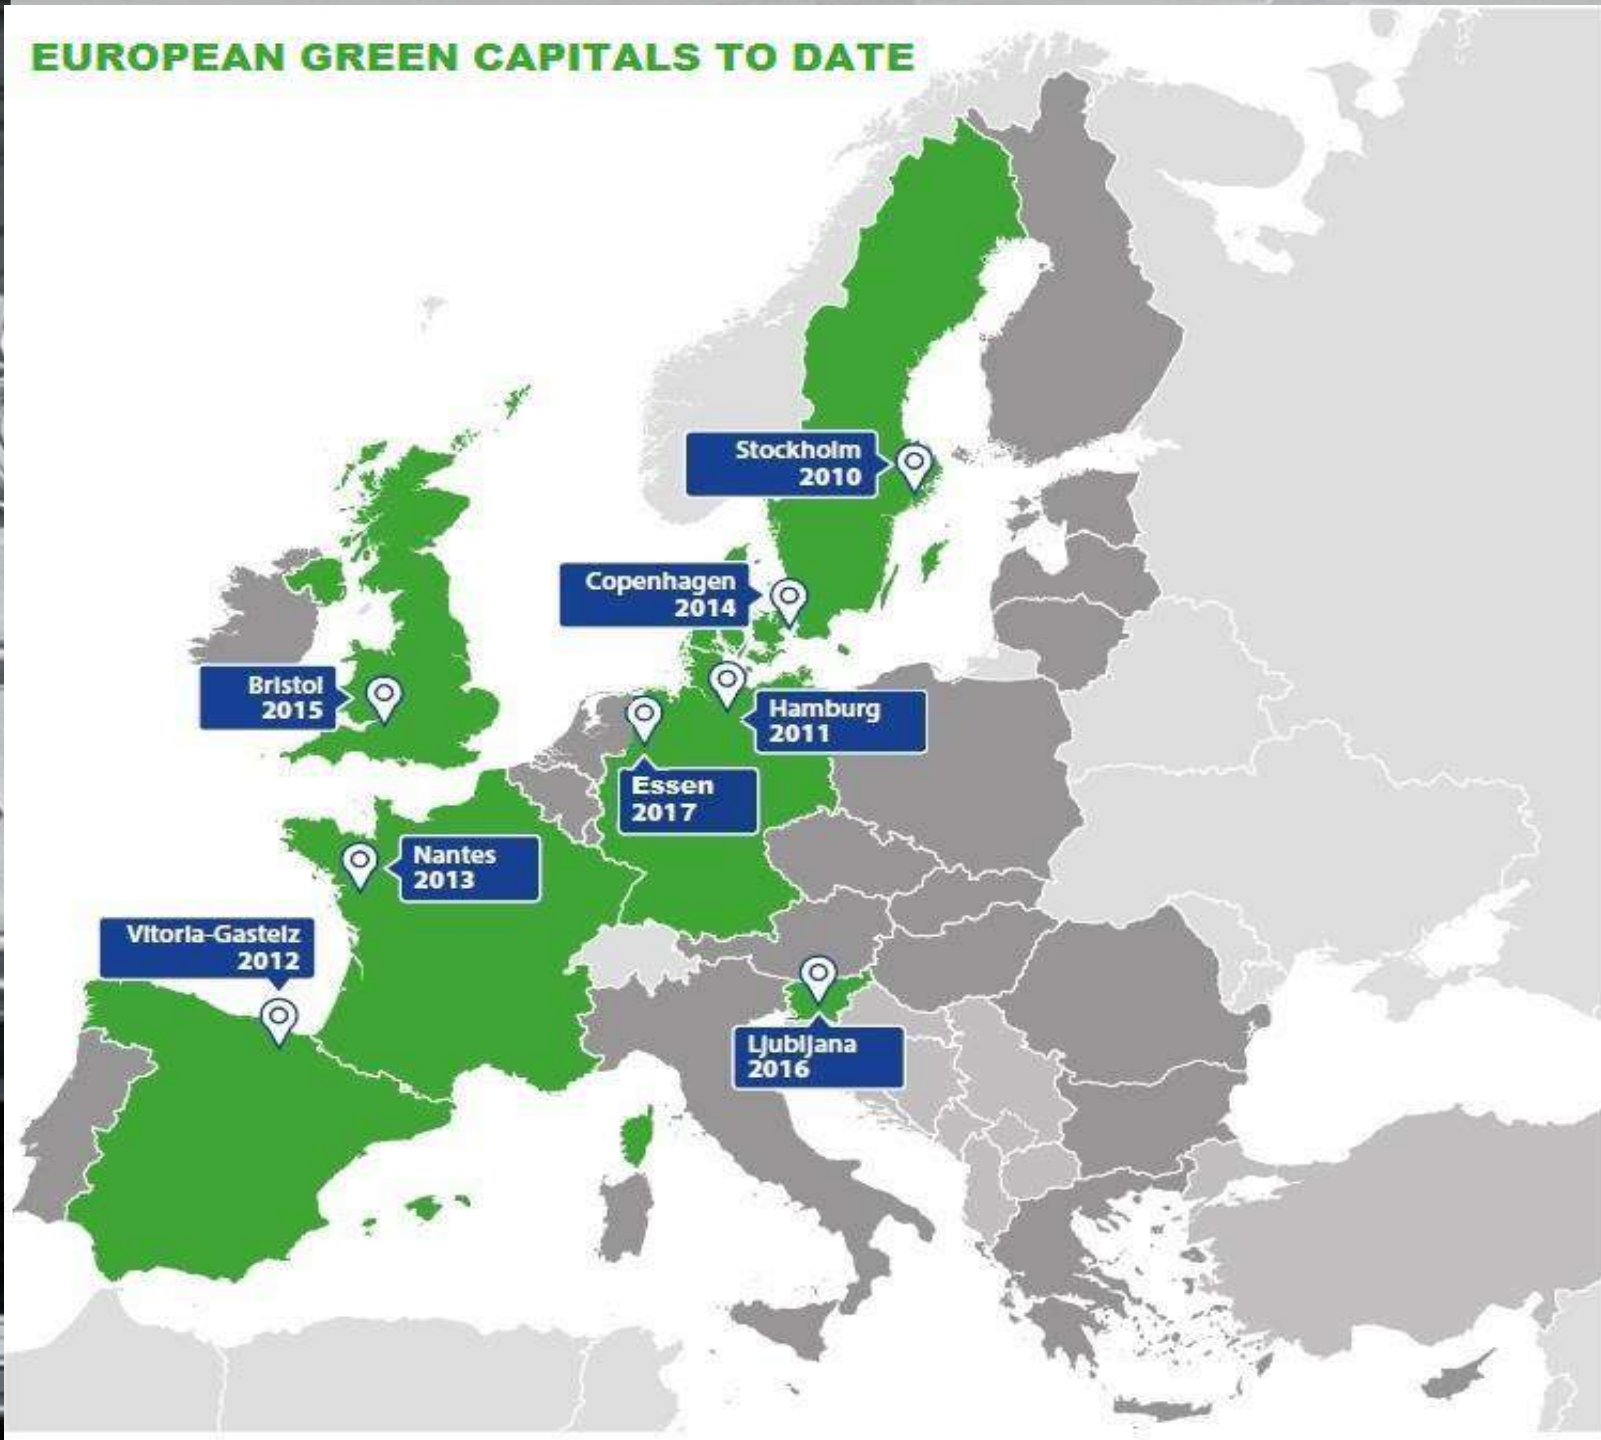 EUROPEAN GREEN CAPITALS TO DATE
Stockholm
2010
Copenhagen
2014
Bristol
2015
Hamburg
2011
Essen
2017
Nantes
2013
Vitoria-Gasteiz
2012
Ljubljana
2016